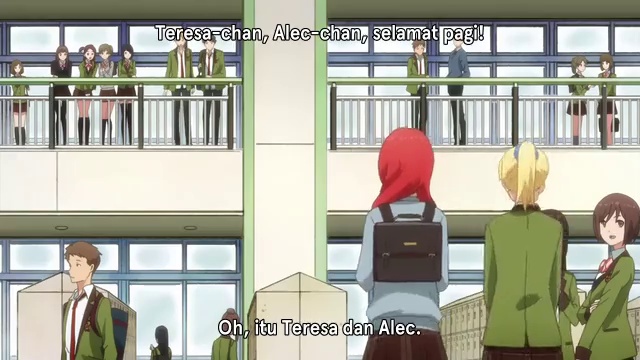 Teresa-chan, Alec-chan, selamat pagi!
Oh, itu Teresa dan Alec.